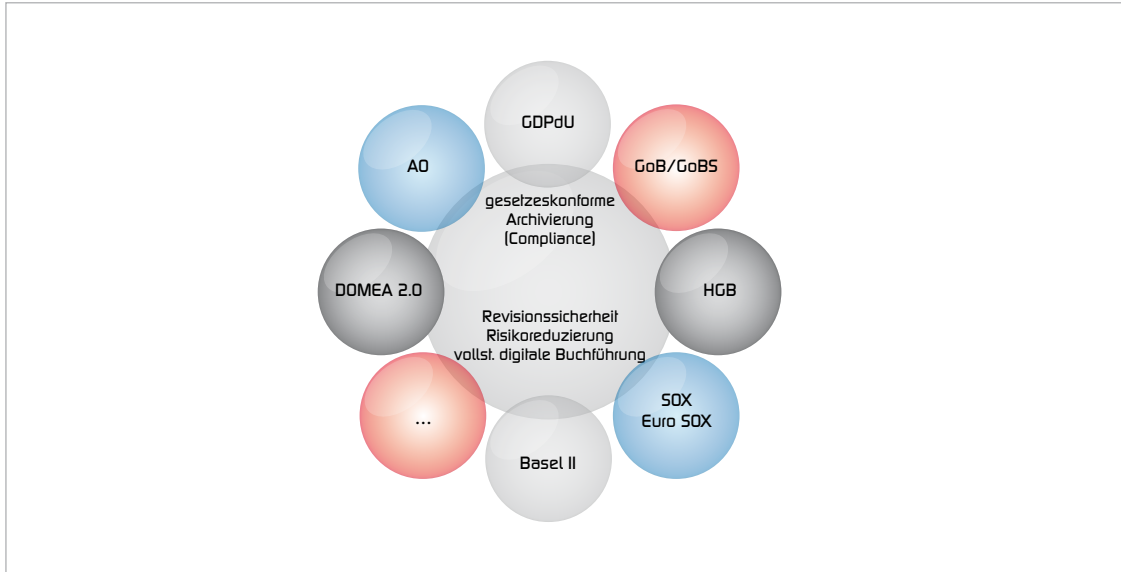 GDPdU
AO
GoB/GoBS
gesetzeskonforme
Archivierung
(Compliance)
DOMEA 2.0
HGB
Revisionssicherheit
Risikoreduzierung
vollst. digitale Buchführung
...
SOX
Euro SOX
Basel II